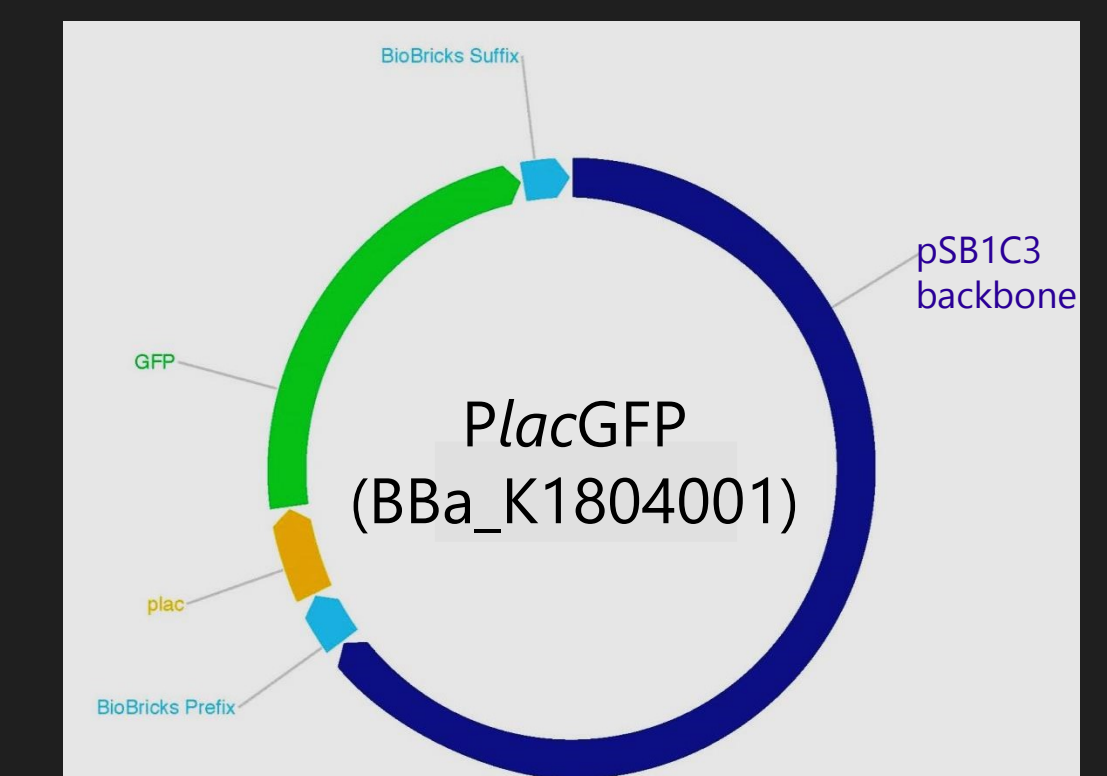 BioBricks Suffix
pSB1C3
backbone
GFP
PlacGFP
(BBa_K1804001)
plac
BioBricks Prefix